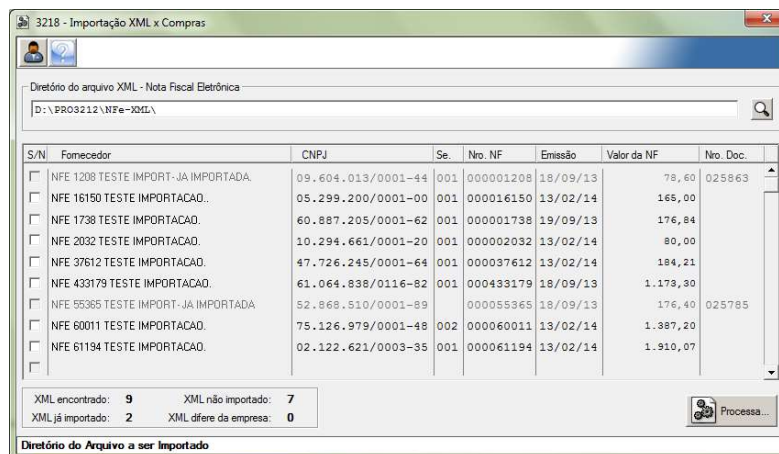 3218 - Importação XML x Compras
Diretório do arquivo XML - Nota Fiscal Eletrônica
D:\PRO3212\NFe-XML\
S/N Fornecedor CNPJ Se. Nro. NF Emissão Valor da NF Nro. Doc.
NFE 1208 TESTE IMPORT-JA IMPORTADA. 09.604.013/0001-44 001 000001208 18/09/13 78,60 025863
NFE 16150 TESTE IMPORTACAO.. 05.299.200/0001-00 001 000016150 13/02/14 165,00
NFE 1738 TESTE IMPORTACAO. 60.887.205/0001-62 001 000001738 19/09/13 176,84
NFE 2032 TESTE IMPORTACAO. 10.294.661/0001-20 001 000002032 13/02/14 80,00
NFE 37612 TESTE IMPORTACAO. 47.726.245/0001-64 001 000037612 13/02/14 184,21
NFE 433179 TESTE IMPORTACAO. 61.064.838/0116-82 001 000433179 18/09/13 1.173,30
NFE 55365 TESTE IMPORT-JA IMPORTADA 52.868.510/0001-89 000055365 18/09/13 176,40 025785
NFE 60011 TESTE IMPORTACAO. 75.126.979/0001-48 002 000060011 13/02/14 1.387,20
NFE 61194 TESTE IMPORTACAO. 02.122.621/0003-35 001 000061194 13/02/14 1.910,07
XML encontrado: 9 XML não importado: 7
XML já importado: 2 XML difere da empresa: 0
Processa...
Diretório do Arquivo a ser Importado